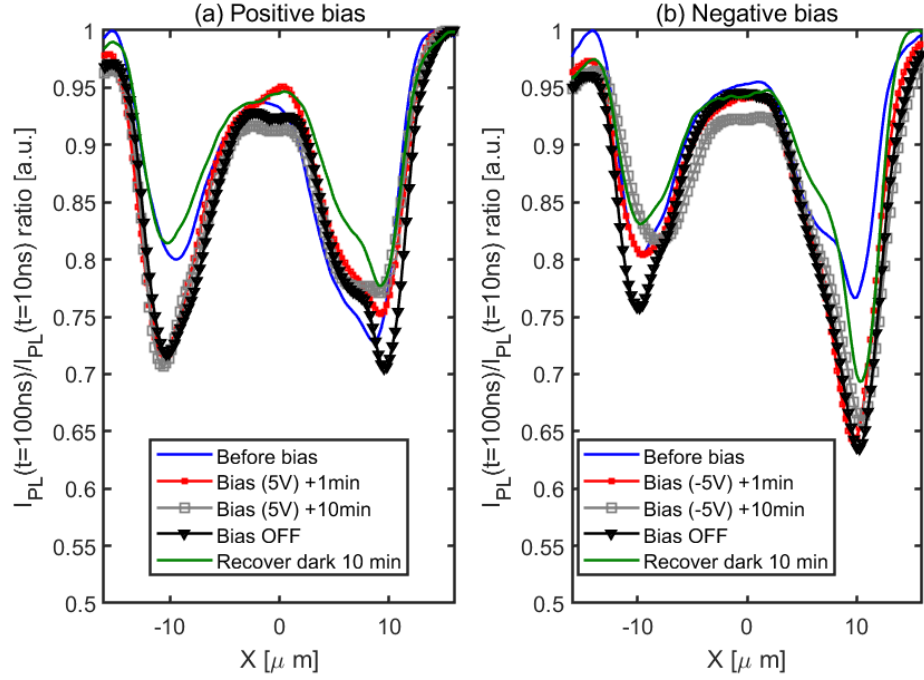 (a) Positive bias
I_PL(t=100ns)/I_PL(t=10ns) ratio [a.u.]
1
0.95
0.9
0.85
0.8
0.75
0.7
0.65
0.6
0.55
0.5
Before bias
Bias (5V) +1min
Bias (5V) +10min
Bias OFF
Recover dark 10 min
-10
0
10
X [μ m]
(b) Negative bias
I_PL(t=100ns)/I_PL(t=10ns) ratio [a.u.]
1
0.95
0.9
0.85
0.8
0.75
0.7
0.65
0.6
0.55
0.5
Before bias
Bias (-5V) +1min
Bias (-5V) +10min
Bias OFF
Recover dark 10 min
-10
0
10
X [μ m]